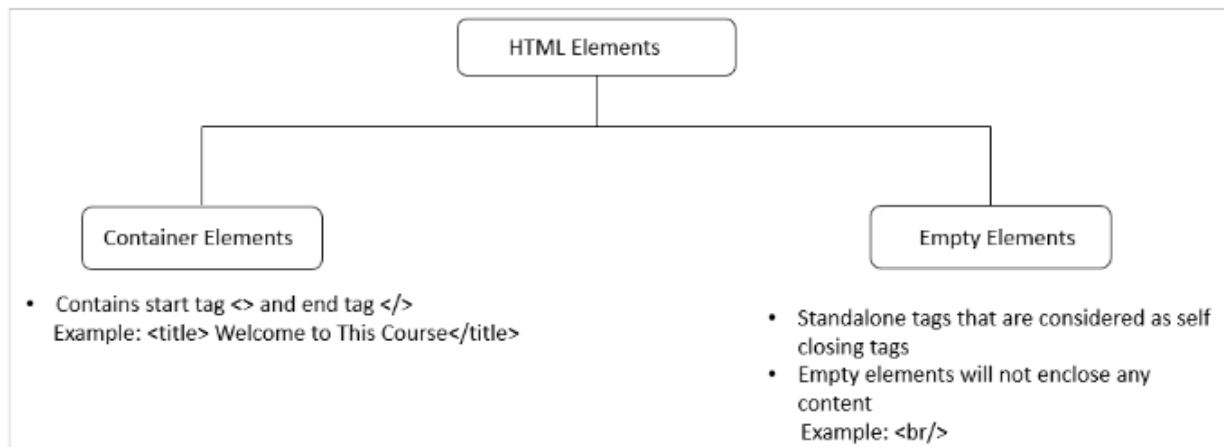 HTML Elements
Container Elements
Empty Elements
• Contains start tag <> and end tag </>
Example: <title> Welcome to This Course</title>
• Standalone tags that are considered as self
closing tags
• Empty elements will not enclose any
content
Example: <br/>